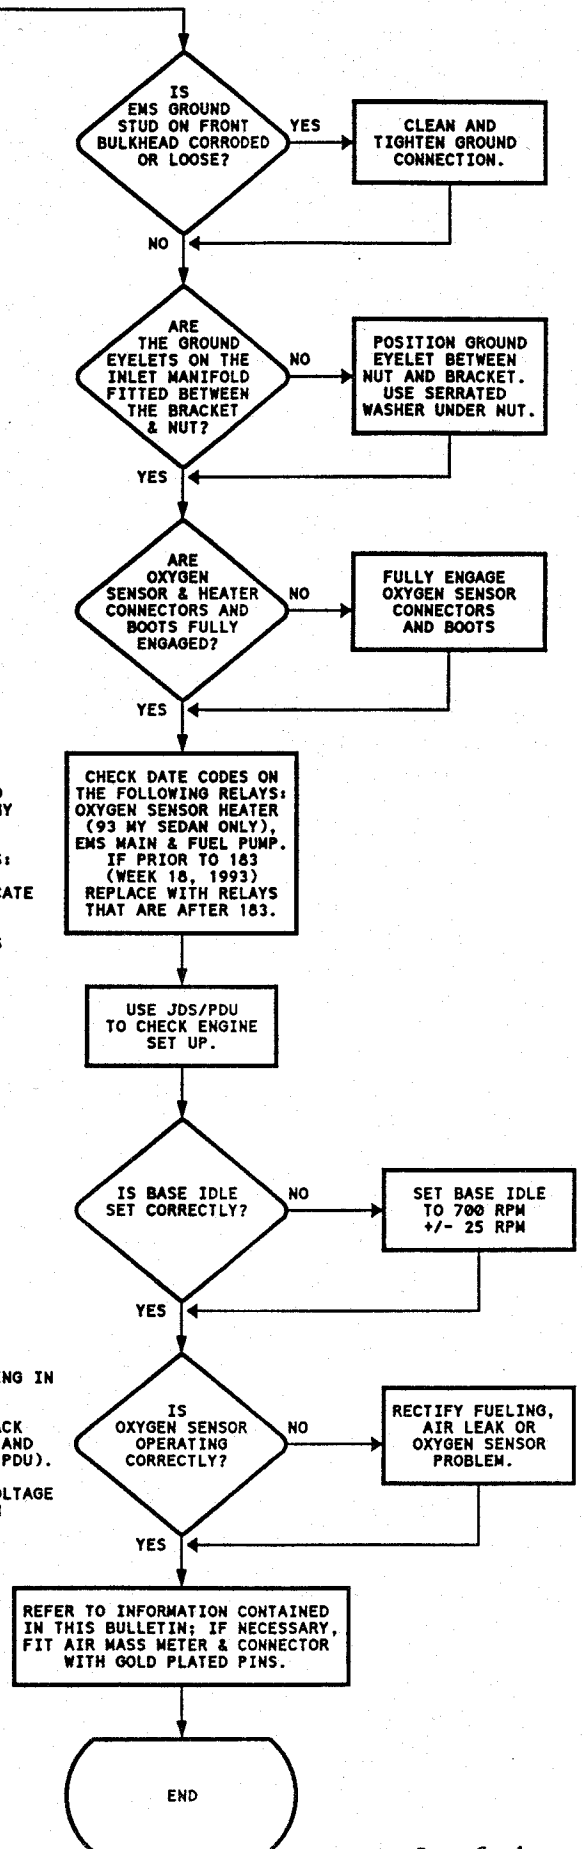 IS
EMS GROUND
STUD ON FRONT
BULKHEAD CORRODED
OR LOOSE?
YES
CLEAN AND
TIGHTEN GROUND
CONNECTION.
NO
ARE
THE GROUND
EYELETS ON THE
INLET MANIFOLD
FITTED BETWEEN
THE BRACKET
& NUT?
NO
POSITION GROUND
EYELET BETWEEN
NUT AND BRACKET.
USE SERRATED
WASHER UNDER NUT.
YES
ARE
OXYGEN
SENSOR & HEATER
CONNECTORS AND
BOOTS FULLY
ENGAGED?
NO
FULLY ENGAGE
OXYGEN SENSOR
CONNECTORS
AND BOOTS
YES
CHECK DATE CODES ON
THE FOLLOWING RELAYS:
OXYGEN SENSOR HEATER
(93 MY SEDAN ONLY),
EMS MAIN & FUEL PUMP.
IF PRIOR TO 183
(WEEK 18, 1993)
REPLACE WITH RELAYS
THAT ARE AFTER 183.
USE JDS/PDU
TO CHECK ENGINE
SET UP.
IS BASE IDLE
SET CORRECTLY?
NO
SET BASE IDLE
TO 700 RPM
+/- 25 RPM
YES
ING IN
ACK
AND
PDU).
OLTAGE
IS
OXYGEN SENSOR
OPERATING
CORRECTLY?
NO
RECTIFY FUELING,
AIR LEAK OR
OXYGEN SENSOR
PROBLEM.
YES
REFER TO INFORMATION CONTAINED
IN THIS BULLETIN; IF NECESSARY,
FIT AIR MASS METER & CONNECTOR
WITH GOLD PLATED PINS.
END